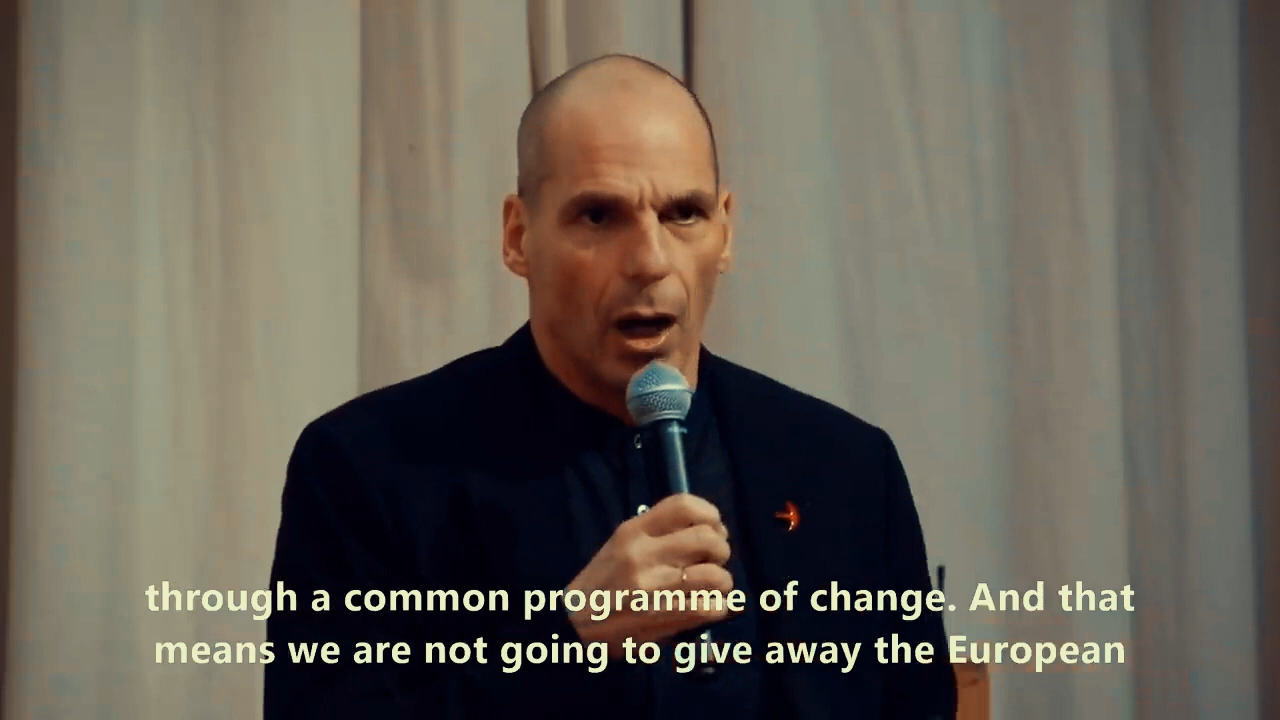 through a common programme of change. And that
means we are not going to give away the European